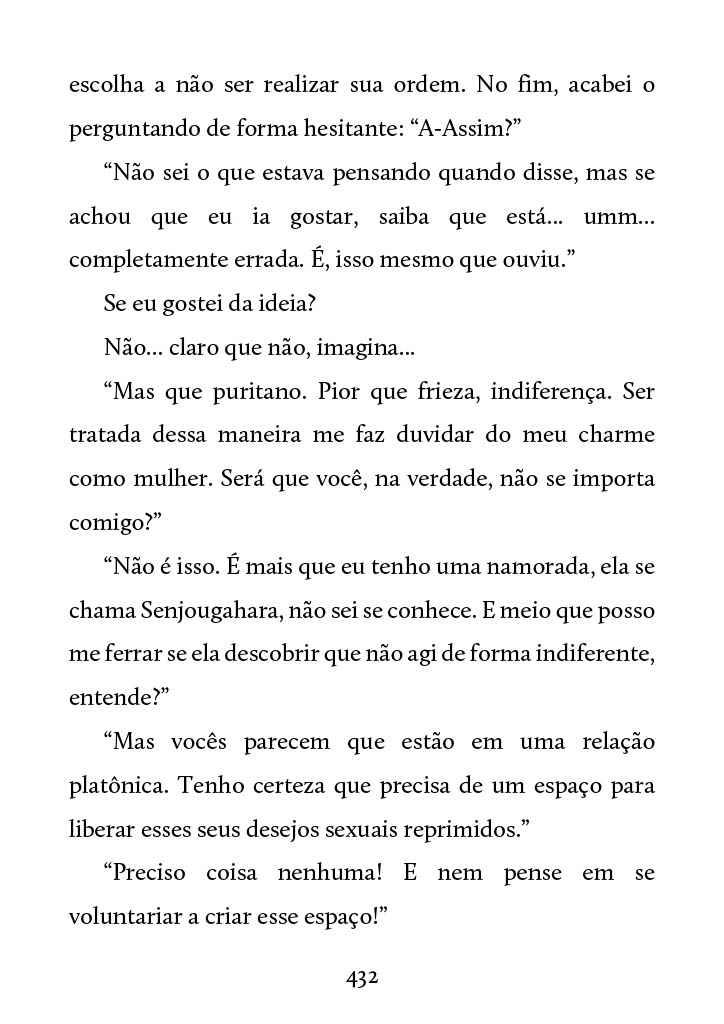 escolha a não ser realizar sua ordem. No fim, acabei o
perguntando de forma hesitante: “A-Assim?”
“Não sei o que estava pensando quando disse, mas se
achou que eu ia gostar, saiba que está... umm...
completamente errada. É, isso mesmo que ouviu.”
Se eu gostei da ideia?
Não... claro que não, imagina...
“Mas que puritano. Pior que frieza, indiferença. Ser
tratada dessa maneira me faz duvidar do meu charme
como mulher. Será que você, na verdade, não se importa
comigo?”
“Não é isso. É mais que eu tenho uma namorada, ela se
chama Senjougahara, não sei se conhece. E meio que posso
me ferrar se ela descobrir que não agi de forma indiferente,
entende?”
“Mas vocês parecem que estão em uma relação
platônica. Tenho certeza que precisa de um espaço para
liberar esses seus desejos sexuais reprimidos.”
“Preciso coisa nenhuma! E nem pense em se
voluntariar a criar esse espaço!”
432